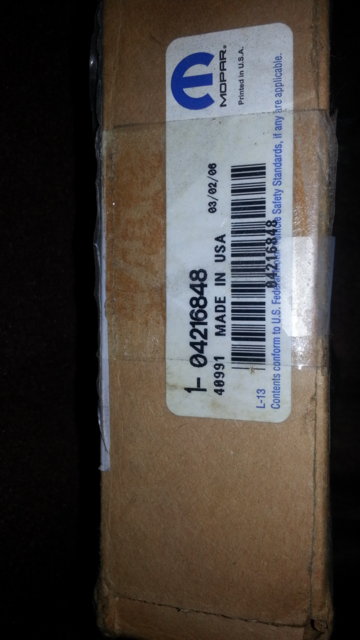 MOPAR®
Printed in U.S.A.
1- 04216848
03/02/06
40991 MADE IN USA
04216848
L-13
Contents conform to U.S. Safety Standards, if any are applicable.